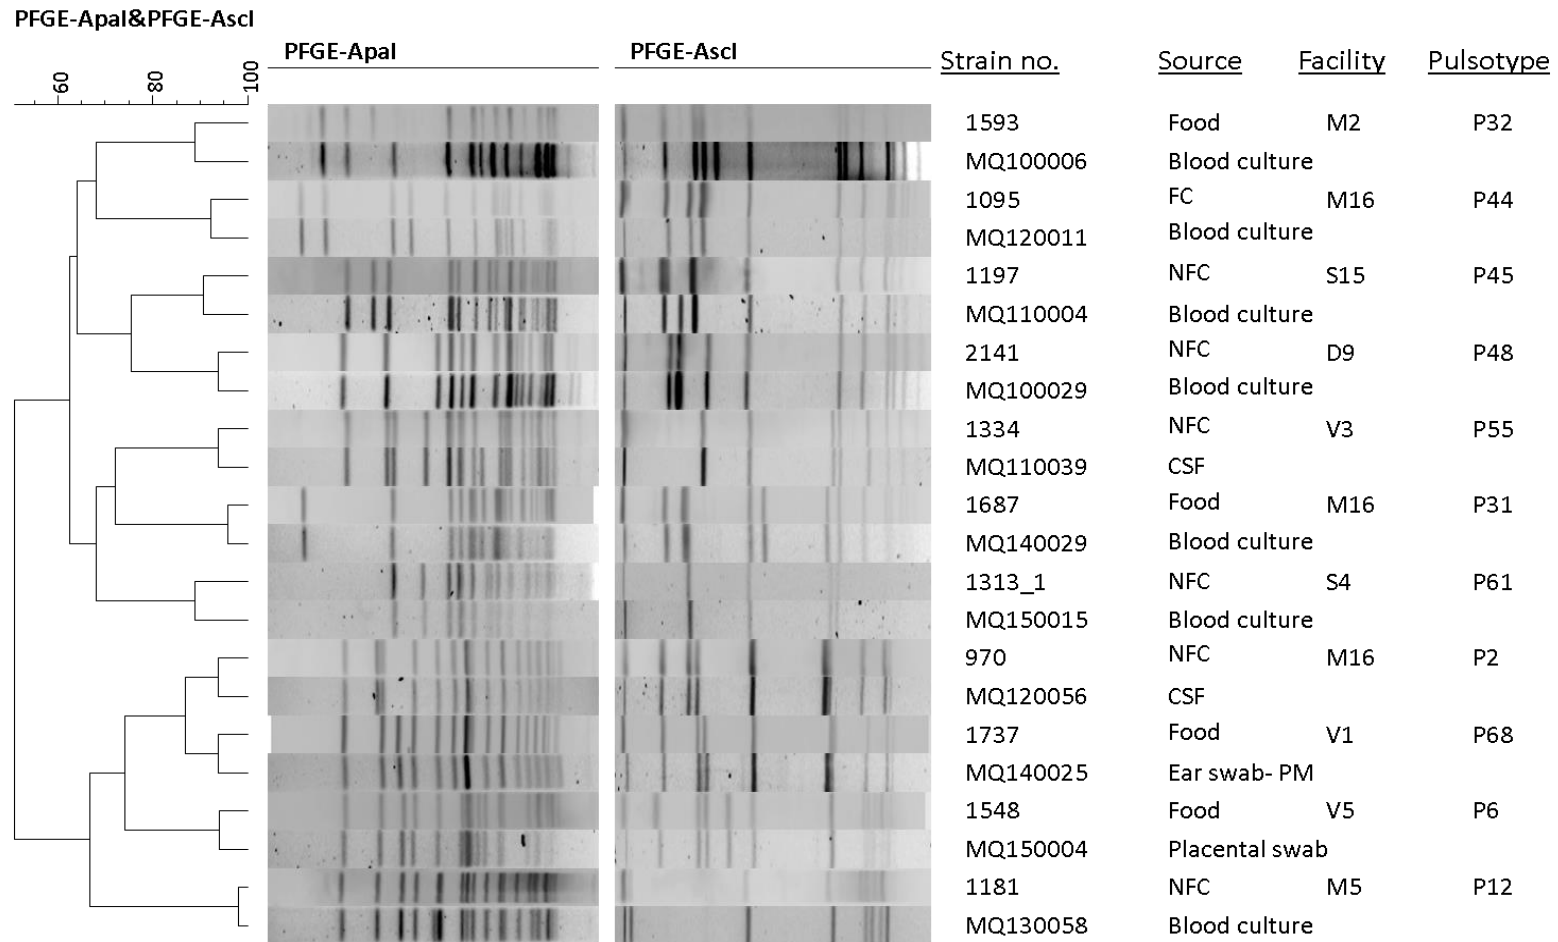 PFGE-ApaI&PFGE-AscI
PFGE-ApaI PFGE-AscI Strain no. Source Facility Pulsotype
60 80 100
1593 Food M2 P32
MQ100006 Blood culture
1095 FC M16 P44
MQ120011 Blood culture
1197 NFC S15 P45
MQ110004 Blood culture
2141 NFC D9 P48
MQ100029 Blood culture
1334 NFC V3 P55
MQ110039 CSF
1687 Food M16 P31
MQ140029 Blood culture
1313_1 NFC S4 P61
MQ150015 Blood culture
970 NFC M16 P2
MQ120056 CSF
1737 Food V1 P68
MQ140025 Ear swab- PM
1548 Food V5 P6
MQ150004 Placental swab
1181 NFC M5 P12
MQ130058 Blood culture